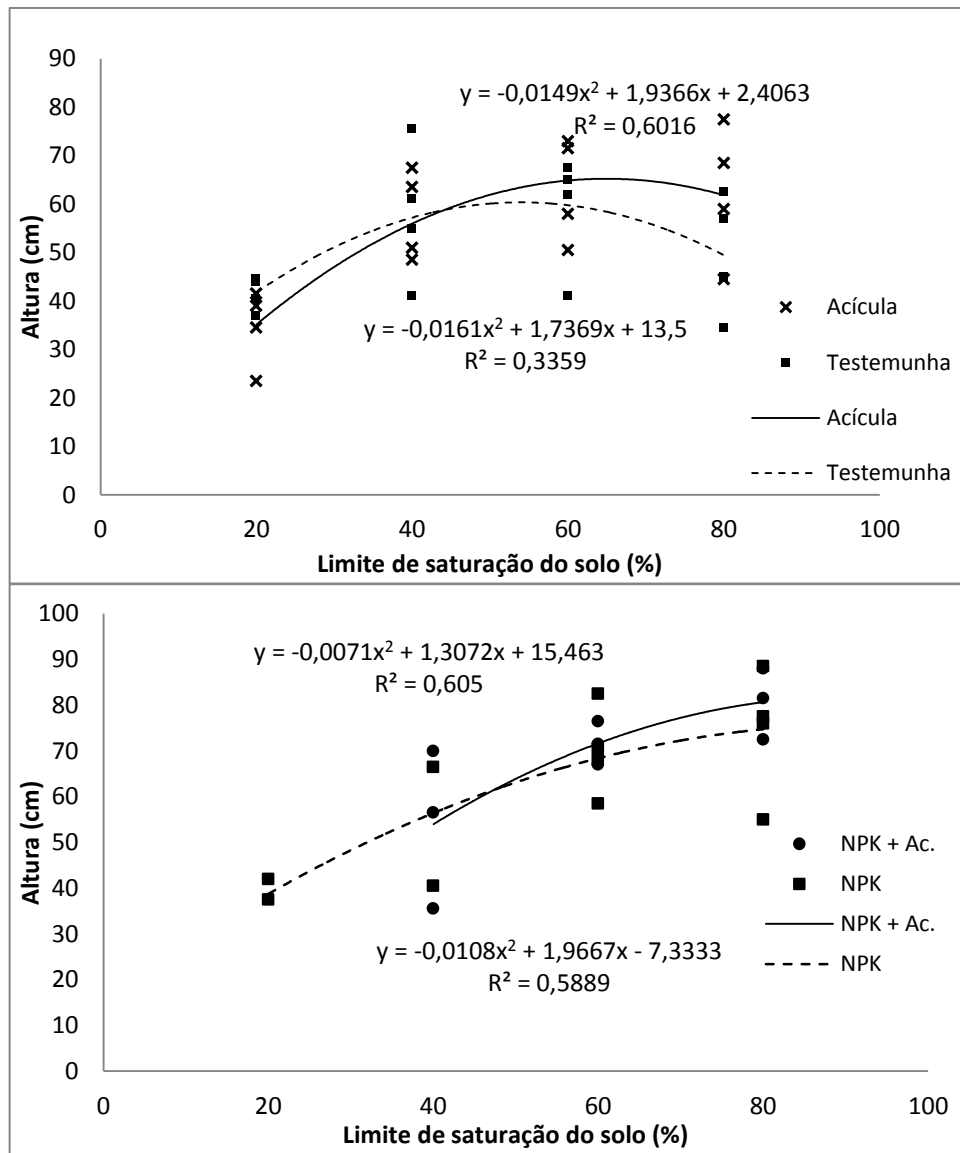 90
80
70
60
50
40
30
20
10
0
Altura (cm)
y = -0,0149x² + 1,9366x + 2,4063
R² = 0,6016
y = -0,0161x² + 1,7369x + 13,5
R² = 0,3359
Acícula
Testemunha
Acícula
Testemunha
0 20 40 60 80 100
Limite de saturação do solo (%)
100
90
80
70
60
50
40
30
20
10
0
Altura (cm)
y = -0,0071x² + 1,3072x + 15,463
R² = 0,605
y = -0,0108x² + 1,9667x - 7,3333
R² = 0,5889
NPK + Ac.
NPK
NPK + Ac.
NPK
0 20 40 60 80 100
Limite de saturação do solo (%)